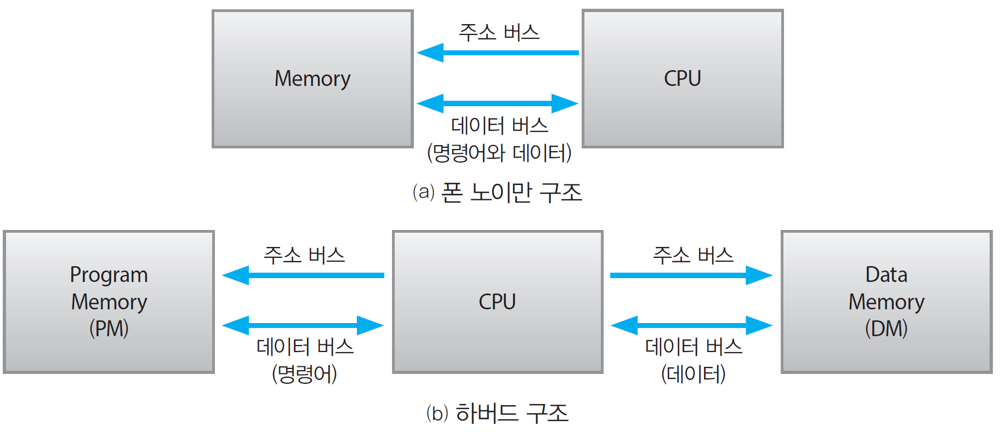 주소 버스
Memory
CPU
데이터 버스
(명령어와 데이터)
(a) 폰 노이만 구조
주소 버스
주소 버스
Program
Memory
(PM)
CPU
Data
Memory
(DM)
데이터 버스
(명령어)
데이터 버스
(데이터)
(b) 하버드 구조